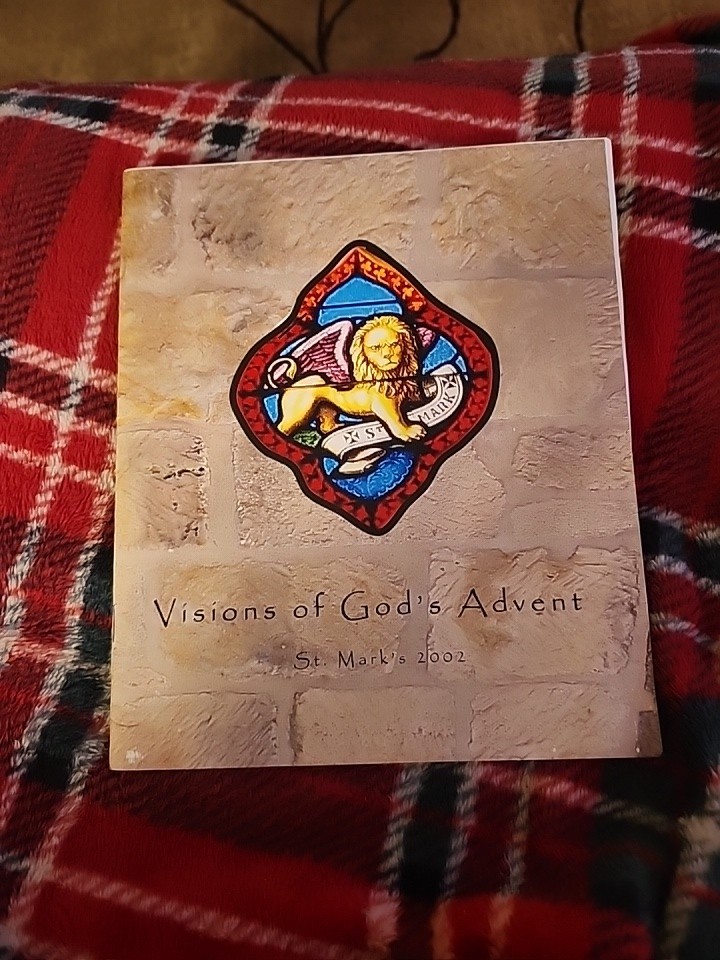 ✠ ST MARK ✠
Visions of God's Advent
St. Mark's 2002